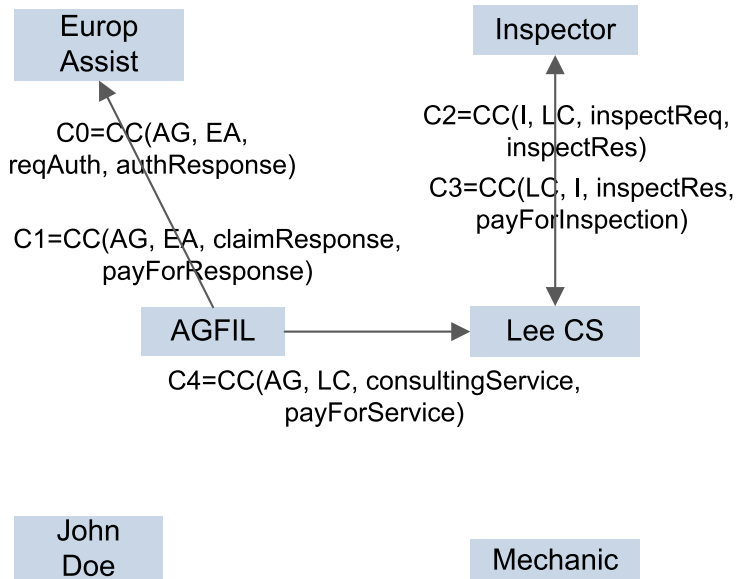 Europ
Assist
Inspector
C0=CC(AG, EA,
reqAuth, authResponse)
C2=CC(I, LC, inspectReq,
inspectRes)
C3=CC(LC, I, inspectRes,
payForInspection)
C1=CC(AG, EA, claimResponse,
payForResponse)
AGFIL
Lee CS
C4=CC(AG, LC, consultingService,
payForService)
John
Doe
Mechanic